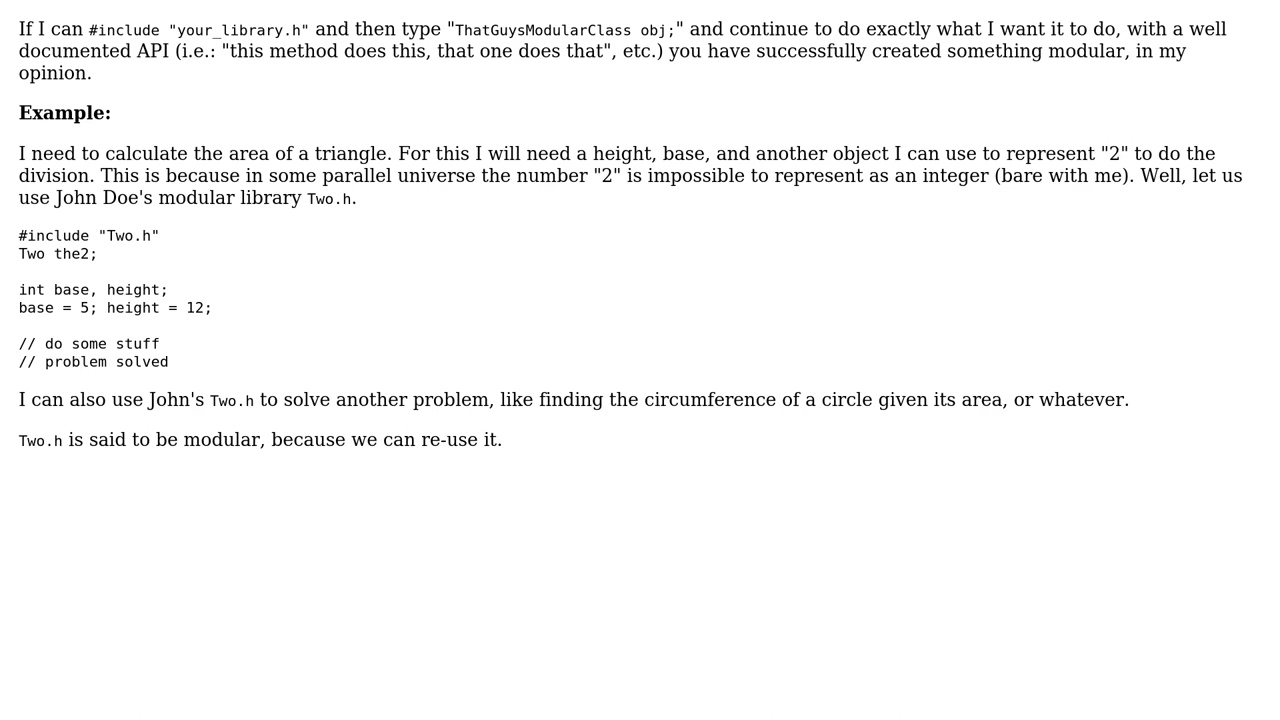 If I can #include "your_library.h" and then type "ThatGuysModularClass obj;" and continue to do exactly what I want it to do, with a well
documented API (i.e.: "this method does this, that one does that", etc.) you have successfully created something modular, in my
opinion.
Example:
I need to calculate the area of a triangle. For this I will need a height, base, and another object I can use to represent "2" to do the
division. This is because in some parallel universe the number "2" is impossible to represent as an integer (bare with me). Well, let us
use John Doe's modular library Two.h.
#include "Two.h"
Two the2;
int base, height;
base = 5; height = 12;
// do some stuff
// problem solved
I can also use John's Two.h to solve another problem, like finding the circumference of a circle given its area, or whatever.
Two.h is said to be modular, because we can re-use it.